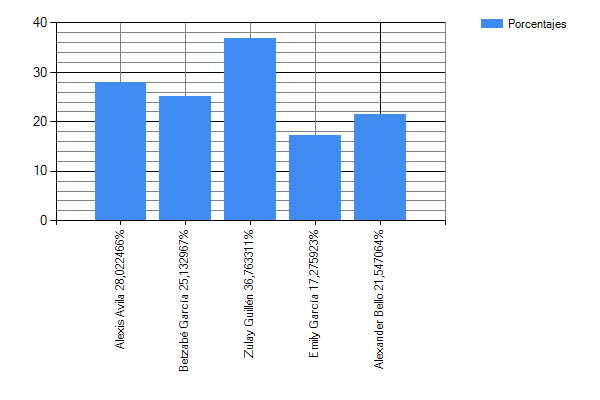 40
30
20
10
0
Porcentajes
Alexis Avila 28,022466%
Betzabé García 25,132967%
Zulay Guillén 36,763311%
Emily García 17,275923%
Alexander Bello 21,547064%